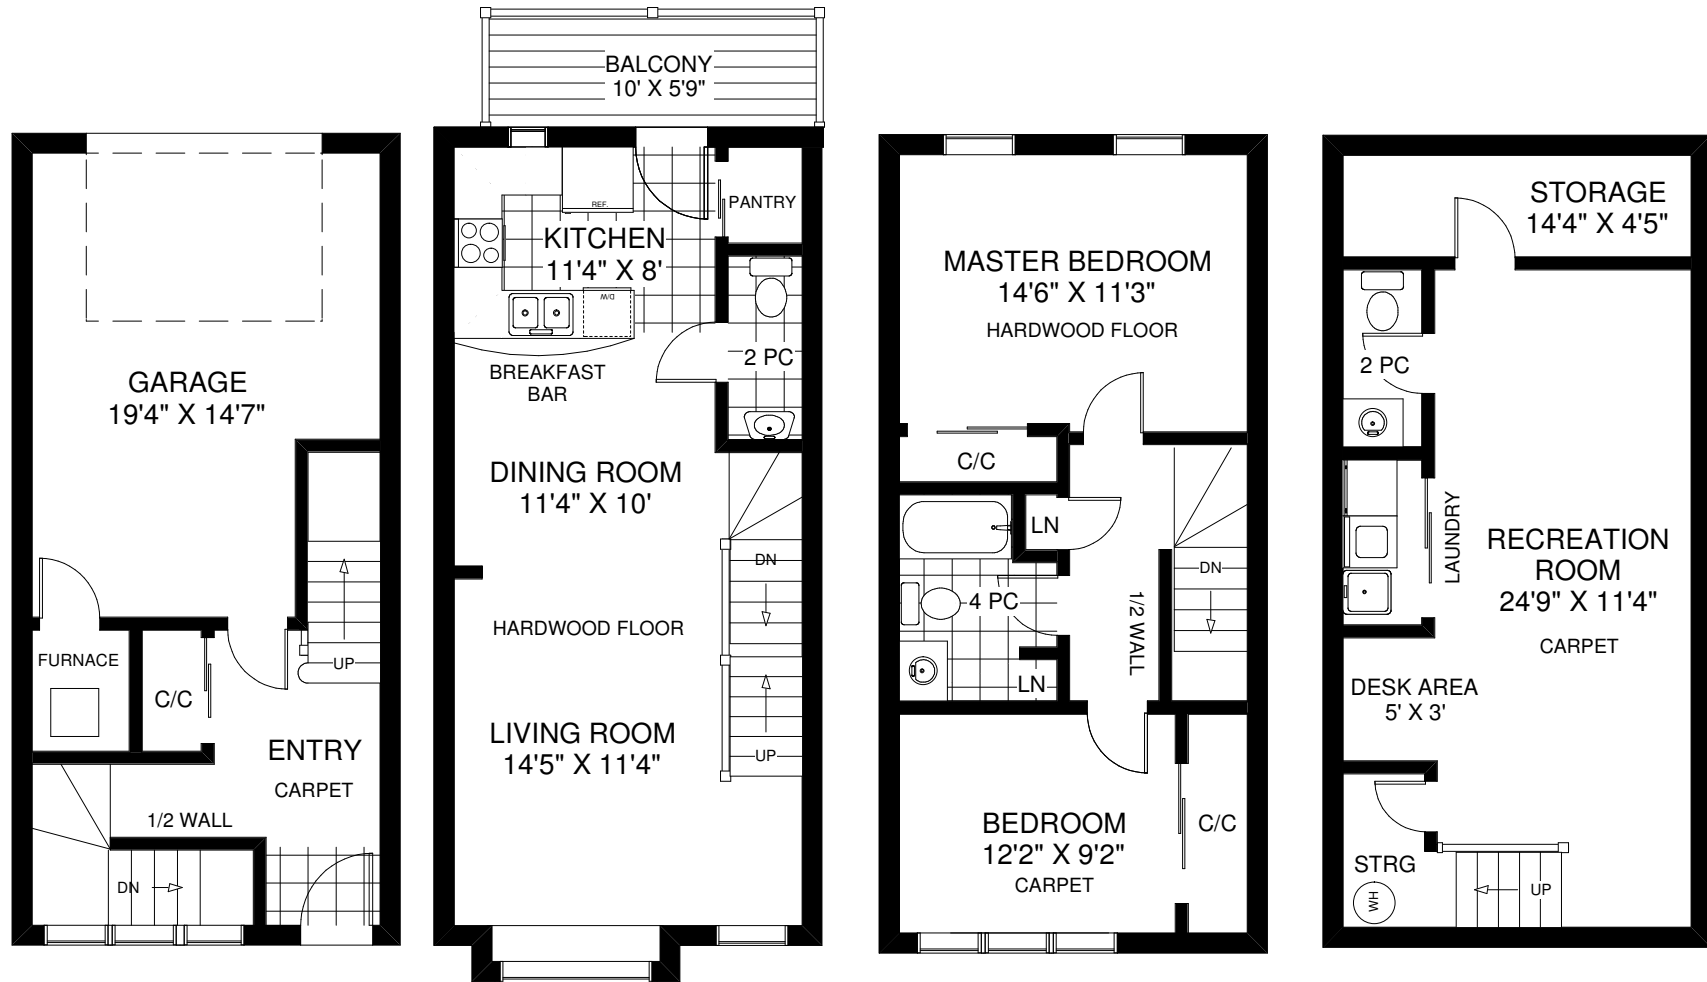 GARAGE
19'4" X 14'7"
FURNACE
C/C
UP
ENTRY
CARPET
1/2 WALL
DN
BALCONY
10' X 5'9"
REF.
PANTRY
KITCHEN
11'4" X 8'
D/W
2 PC
BREAKFAST
BAR
DINING ROOM
11'4" X 10'
DN
HARDWOOD FLOOR
LIVING ROOM
14'5" X 11'4"
UP
MASTER BEDROOM
14'6" X 11'3"
HARDWOOD FLOOR
C/C
LN
DN
4 PC
1/2 WALL
LN
BEDROOM
12'2" X 9'2"
CARPET
C/C
STORAGE
14'4" X 4'5"
2 PC
LAUNDRY
RECREATION
ROOM
24'9" X 11'4"
CARPET
DESK AREA
5' X 3'
STRG
WH
UP